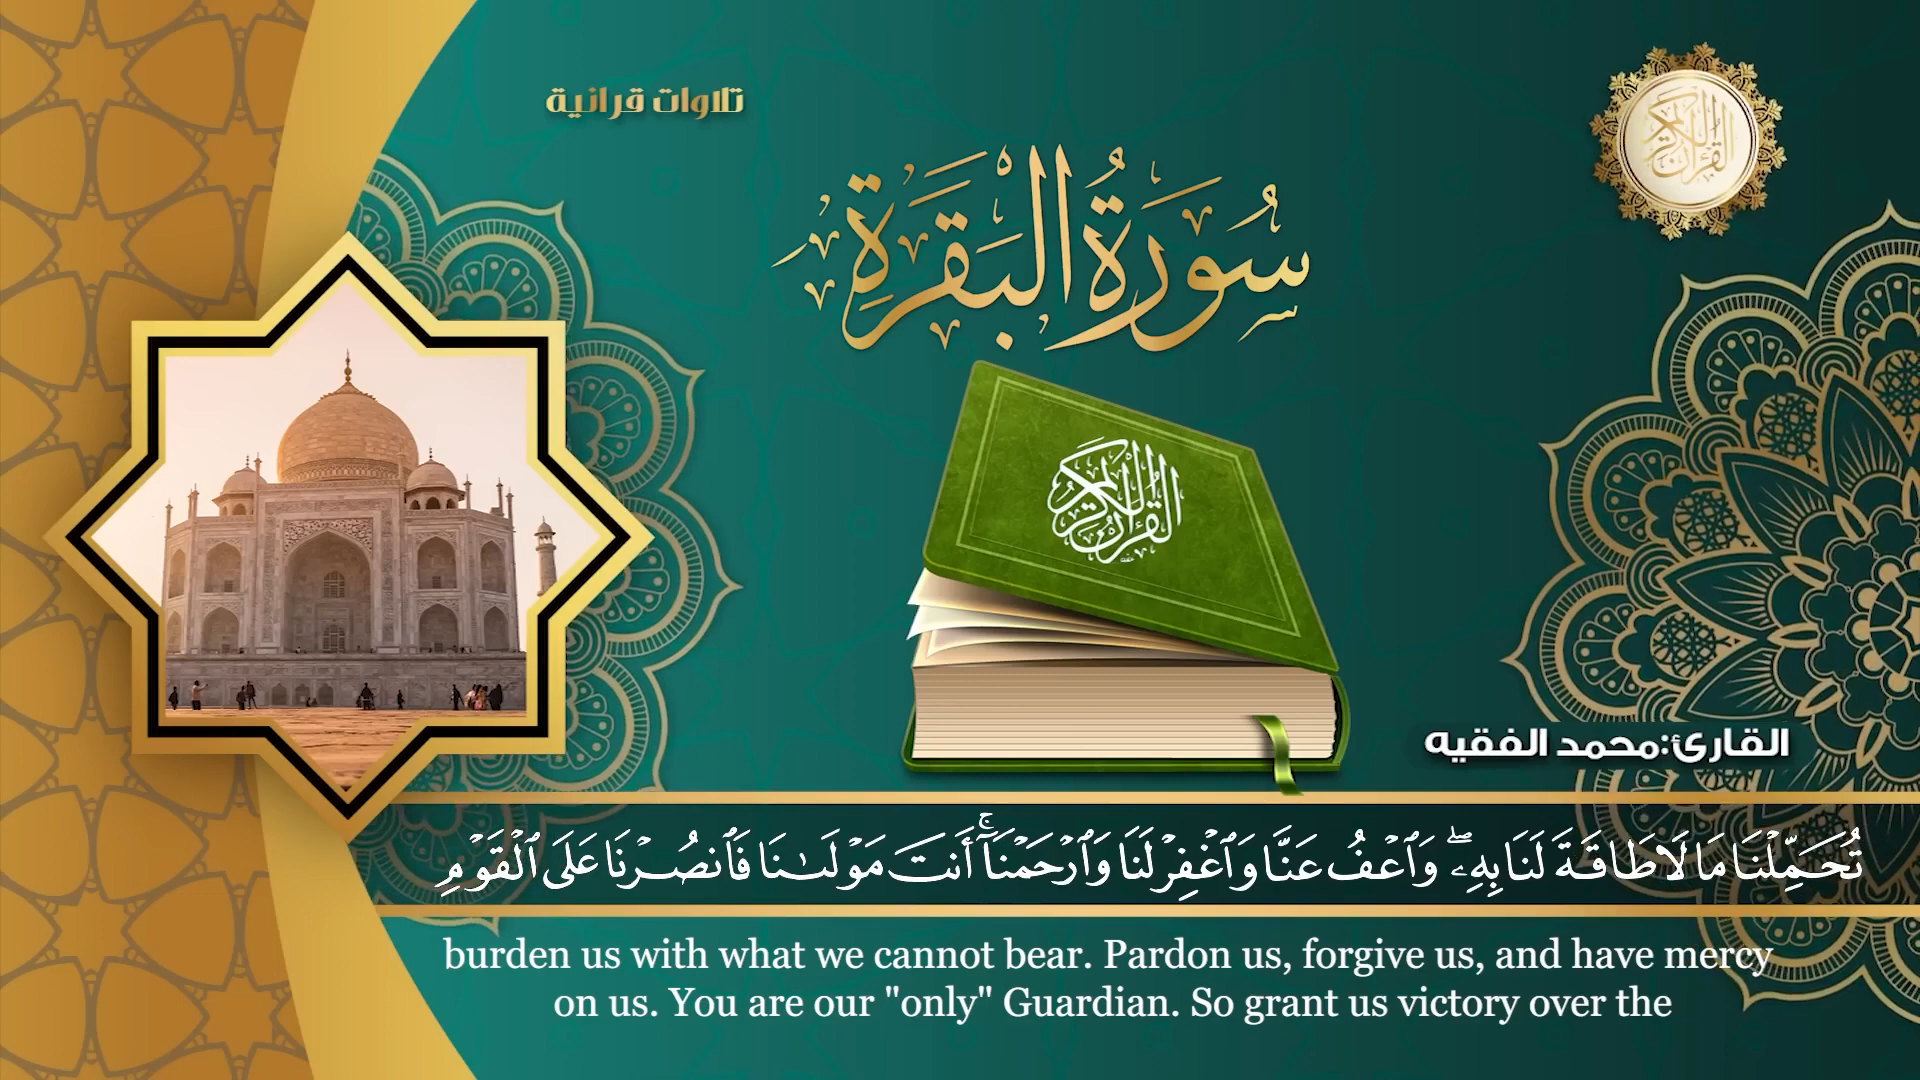 تلاوات قرانية
القرآن الكريم
سُورَةُ البَقَرَةِ
القرآن الكريم
القارئ:محمد الفقيه
تُحَمِّلْنَا مَا لَا طَاقَةَ لَنَا بِهِۦۖ وَٱعْفُ عَنَّا وَٱغْفِرْ لَنَا وَٱرْحَمْنَآۚ أَنتَ مَوْلَىٰنَا فَٱنصُرْنَا عَلَى ٱلْقَوْمِ
burden us with what we cannot bear. Pardon us, forgive us, and have mercy
on us. You are our "only" Guardian. So grant us victory over the